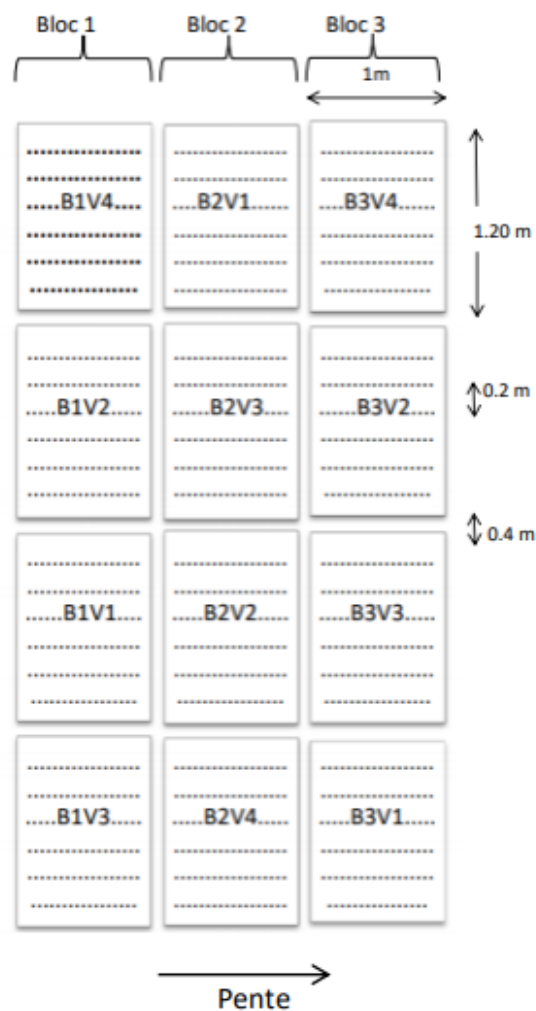 Bloc 1 Bloc 2 Bloc 3
1m
B1V4 B2V1 B3V4
1.20 m
B1V2 B2V3 B3V2
0.2 m
0.4 m
B1V1 B2V2 B3V3
B1V3 B2V4 B3V1
Pente